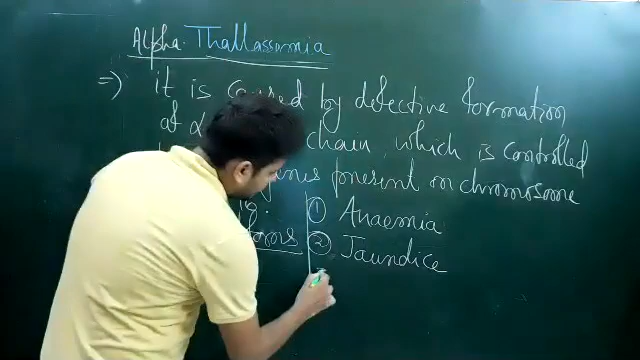 Alpha Thallassumia
=) it is caused by defective formation
of α chain, which is controlled
genes present on chromosome
① Anaemia
② Jaundice